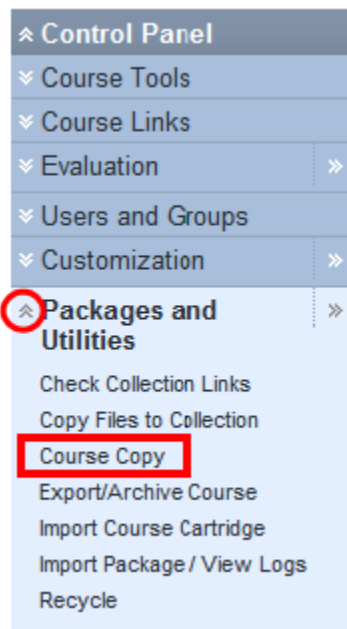 Control Panel
Course Tools
Course Links
Evaluation
Users and Groups
Customization
Packages and
Utilities
Check Collection Links
Copy Files to Collection
Course Copy
Export/Archive Course
Import Course Cartridge
Import Package / View Logs
Recycle